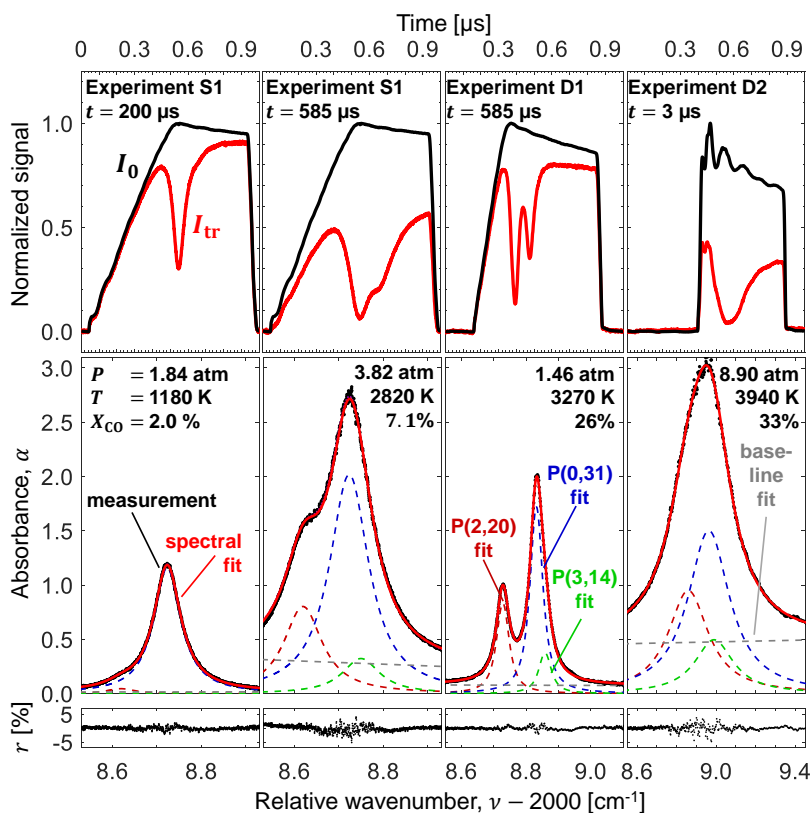 Time [µs]
0 0.3 0.6 0.9 0 0.3 0.6 0.9 0 0.3 0.6 0.9 0 0.3 0.6 0.9
Experiment S1
t = 200 µs
Experiment S1
t = 585 µs
Experiment D1
t = 585 µs
Experiment D2
t = 3 µs
Normalized signal
1.0
0.5
0.0
I₀
Iₜᵣ
Absorbance, α
3.0
2.5
2.0
1.5
1.0
0.5
0.0
P = 1.84 atm
T = 1180 K
X_CO = 2.0 %
measurement
spectral
fit
3.82 atm
2820 K
7.1%
1.46 atm
3270 K
26%
P(0,31)
fit
P(2,20)
fit
P(3,14)
fit
8.90 atm
3940 K
33%
base-
line
fit
r [%]
5
-5
8.6 8.8 8.6 8.8 8.6 8.8 9.0 9.0 9.4
Relative wavenumber, ν − 2000 [cm⁻¹]